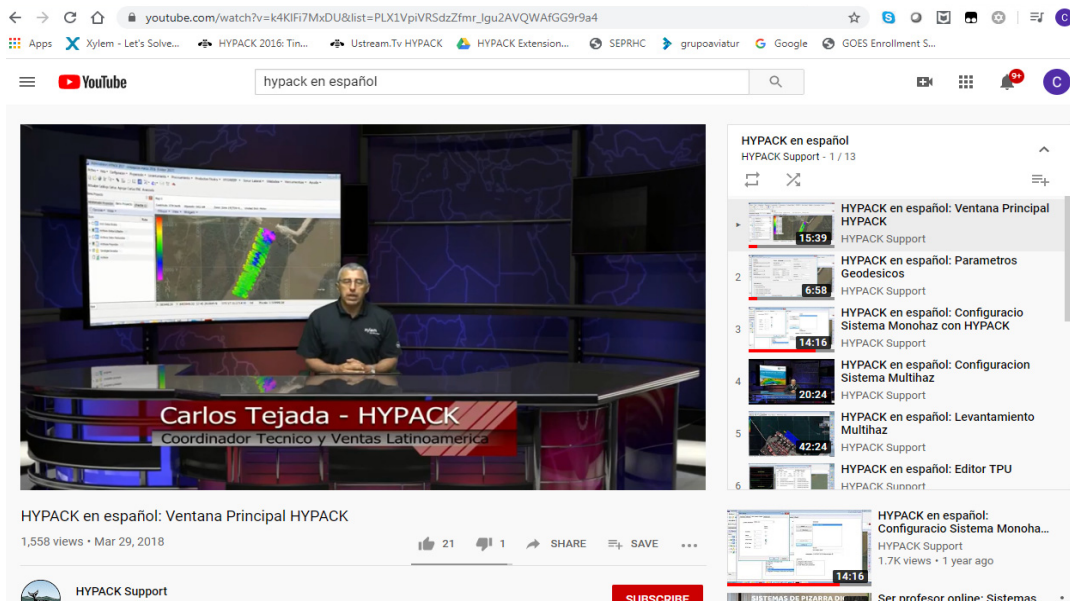 youtube.com/watch?v=k4KlFi7MxDU&list=PLX1VpiVRSdzZfmr_lgu2AVQWAfGG9r9a4
Apps Xylem - Let's Solve... HYPACK 2016: Tin... Ustream.Tv HYPACK HYPACK Extension... SEPRHC grupoaviatur Google GOES Enrollment S...
YouTube
hypack en español
9+
C
HYPACK en español
HYPACK Support - 1 / 13
HYPACK en español: Ventana Principal
HYPACK
15:39
HYPACK Support
2
HYPACK en español: Parametros
Geodesicos
6:58
HYPACK Support
3
HYPACK en español: Configuracio
Sistema Monohaz con HYPACK
14:16
HYPACK Support
4
HYPACK en español: Configuracion
Sistema Multihaz
20:24
HYPACK Support
5
HYPACK en español: Levantamiento
Multihaz
42:24
HYPACK Support
6
HYPACK en español: Editor TPU
HYPACK Support
Carlos Tejada - HYPACK
Coordinador Tecnico y Ventas Latinoamerica
HYPACK en español: Ventana Principal HYPACK
1,558 views • Mar 29, 2018
21 1 SHARE SAVE
HYPACK Support
SUBSCRIBE
HYPACK en español:
Configuracio Sistema Monoha...
HYPACK Support
1.7K views • 1 year ago
14:16
SISTEMAS DE PIZARRA DI
Ser profesor online: Sistemas